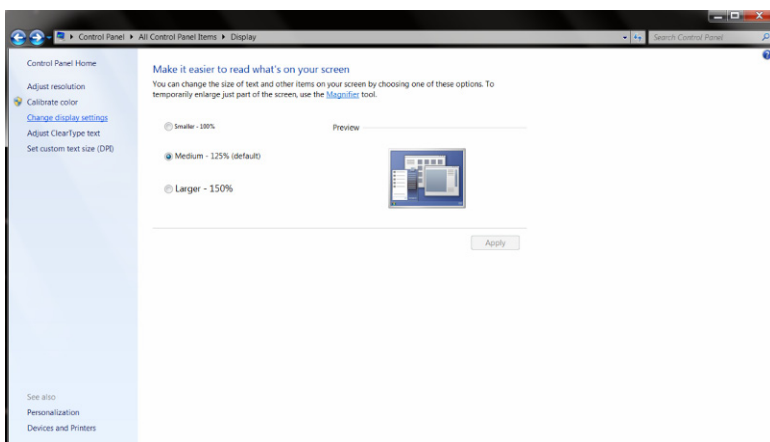 Control Panel ▸ All Control Panel Items ▸ Display
Search Control Panel
Control Panel Home
Adjust resolution
Calibrate color
Change display settings
Adjust ClearType text
Set custom text size (DPI)
Make it easier to read what's on your screen
You can change the size of text and other items on your screen by choosing one of these options. To
temporarily enlarge just part of the screen, use the Magnifier tool.
Smaller - 100%
Preview
Medium - 125% (default)
Larger - 150%
Apply
See also
Personalization
Devices and Printers